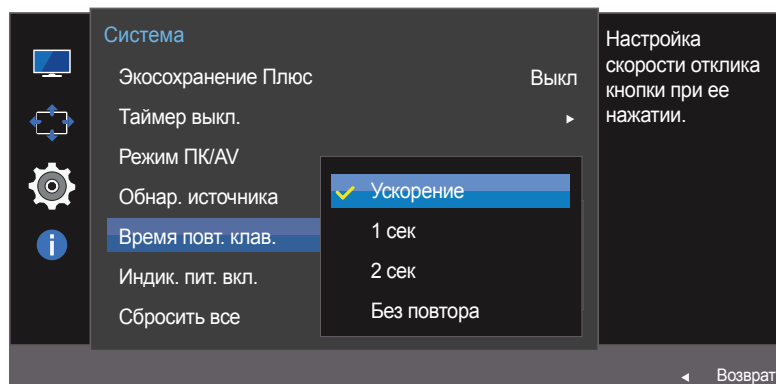 Система
Экосохранение Плюс Выкл
Таймер выкл.
Режим ПК/AV
Обнар. источника
Время повт. клав.
Индик. пит. вкл.
Сбросить все
Ускорение
1 сек
2 сек
Без повтора
Настройка
скорости отклика
кнопки при ее
нажатии.
Возврат